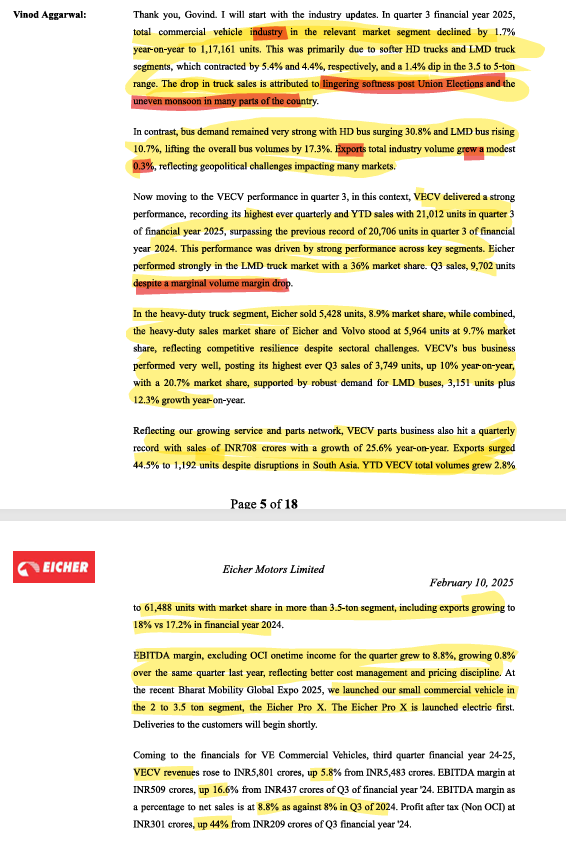 Vinod Aggarwal:
Thank you, Govind. I will start with the industry updates. In quarter 3 financial year 2025,
total commercial vehicle industry in the relevant market segment declined by 1.7%
year-on-year to 1,17,161 units. This was primarily due to softer HD trucks and LMD truck
segments, which contracted by 5.4% and 4.4%, respectively, and a 1.4% dip in the 3.5 to 5-ton
range. The drop in truck sales is attributed to lingering softness post Union Elections and the
uneven monsoon in many parts of the country.
In contrast, bus demand remained very strong with HD bus surging 30.8% and LMD bus rising
10.7%, lifting the overall bus volumes by 17.3%. Exports total industry volume grew a modest
0.3%, reflecting geopolitical challenges impacting many markets.
Now moving to the VECV performance in quarter 3, in this context, VECV delivered a strong
performance, recording its highest ever quarterly and YTD sales with 21,012 units in quarter 3
of financial year 2025, surpassing the previous record of 20,706 units in quarter 3 of financial
year 2024. This performance was driven by strong performance across key segments. Eicher
performed strongly in the LMD truck market with a 36% market share. Q3 sales, 9,702 units
despite a marginal volume margin drop.
In the heavy-duty truck segment, Eicher sold 5,428 units, 8.9% market share, while combined,
the heavy-duty sales market share of Eicher and Volvo stood at 5,964 units at 9.7% market
share, reflecting competitive resilience despite sectoral challenges. VECV's bus business
performed very well, posting its highest ever Q3 sales of 3,749 units, up 10% year-on-year,
with a 20.7% market share, supported by robust demand for LMD buses, 3,151 units plus
12.3% growth year-on-year.
Reflecting our growing service and parts network, VECV parts business also hit a quarterly
record with sales of INR708 crores with a growth of 25.6% year-on-year. Exports surged
44.5% to 1,192 units despite disruptions in South Asia. YTD VECV total volumes grew 2.8%
Page 5 of 18
EICHER
Eicher Motors Limited
February 10, 2025
to 61,488 units with market share in more than 3.5-ton segment, including exports growing to
18% vs 17.2% in financial year 2024.
EBITDA margin, excluding OCI onetime income for the quarter grew to 8.8%, growing 0.8%
over the same quarter last year, reflecting better cost management and pricing discipline. At
the recent Bharat Mobility Global Expo 2025, we launched our small commercial vehicle in
the 2 to 3.5 ton segment, the Eicher Pro X. The Eicher Pro X is launched electric first.
Deliveries to the customers will begin shortly.
Coming to the financials for VE Commercial Vehicles, third quarter financial year 24-25,
VECV revenues rose to INR5,801 crores, up 5.8% from INR5,483 crores. EBITDA margin at
INR509 crores, up 16.6% from INR437 crores of Q3 of financial year '24. EBITDA margin as
a percentage to net sales is at 8.8% as against 8% in Q3 of 2024. Profit after tax (Non OCI) at
INR301 crores, up 44% from INR209 crores of Q3 financial year '24.